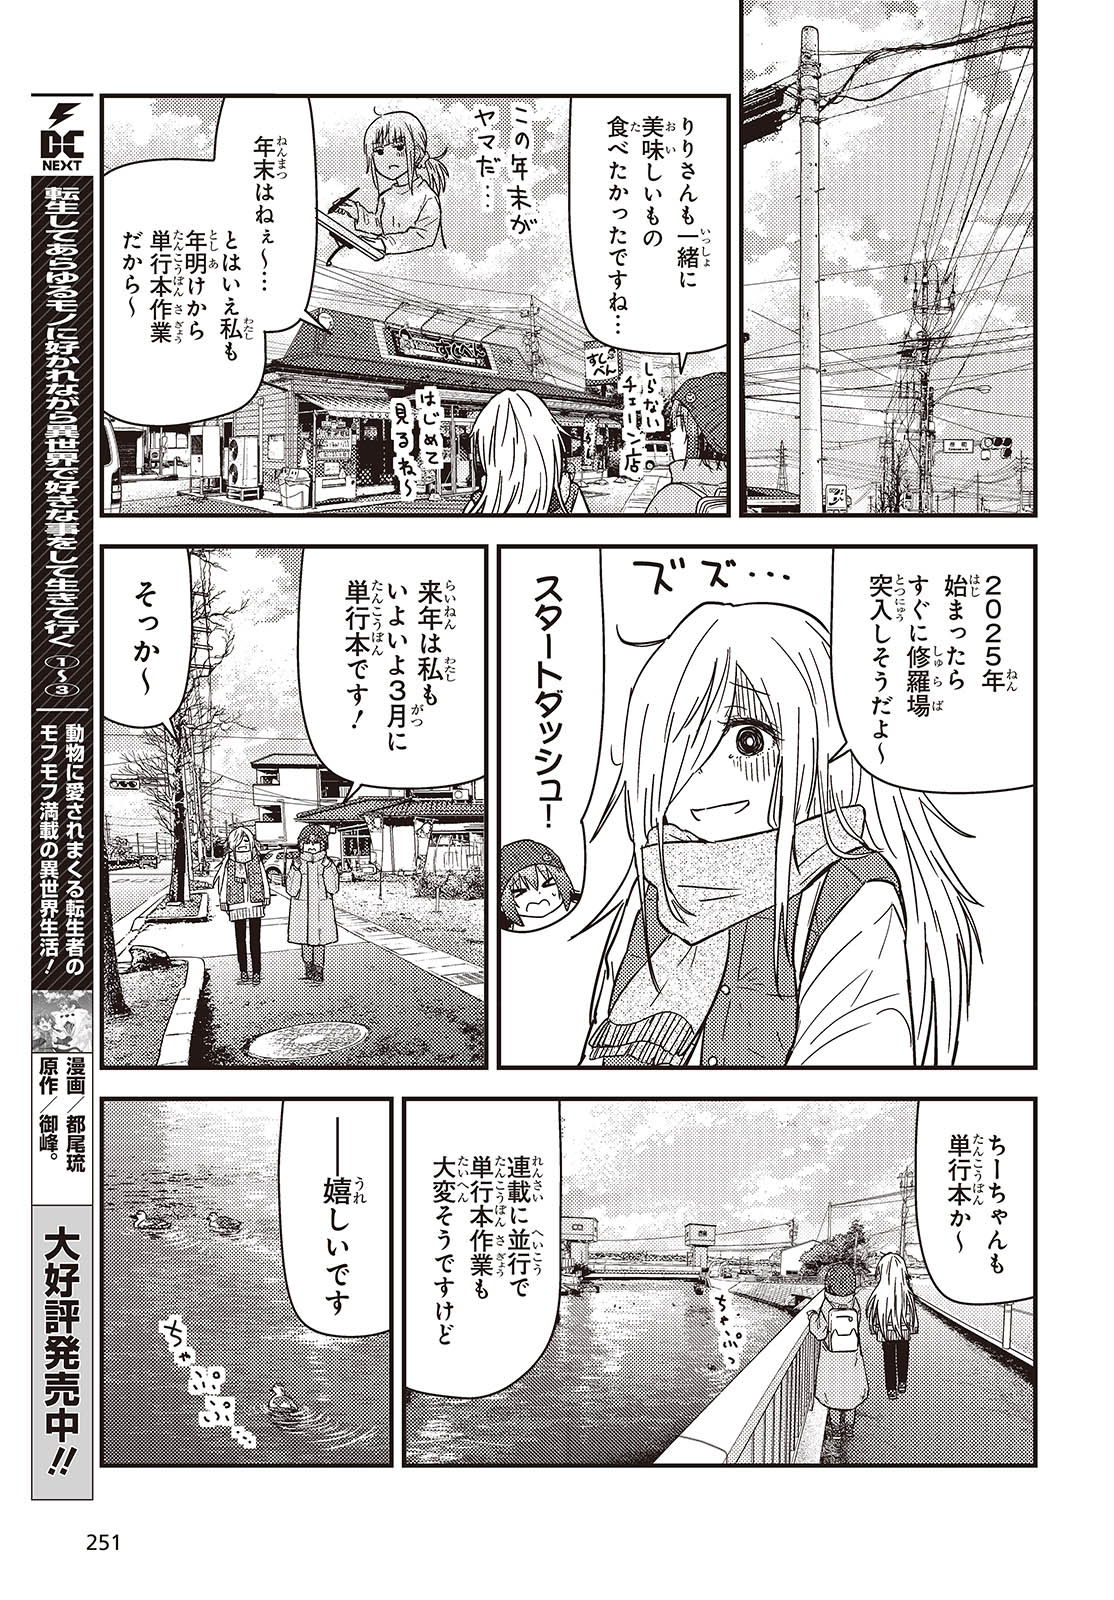 りりさんも一緒に
美味しいもの
食べたかったですね…
この年末が
ヤマだ…
年末はねぇ～…
とはいえ私も
年明けから
単行本作業
だから～
すしべん
しらない
チェーン店
はじめて
見るね～
2025年
始まったら
すぐに修羅場
突入しそうだよ～
ズズ…
スタートダッシュ！
来年は私も
いよいよ3月に
単行本です！
そっか～
ちーちゃんも
単行本か～
ちゃぷっ
連載に並行で
単行本作業も
大変そうですけど
――嬉しいです
ちゃぷぷ…
DC
NEXT
転生してあらゆるモノに好かれながら異世界で好きな事をして生きて行く ①～③
動物に愛されまくる転生者の
モフモフ満載の異世界生活！
漫画／都尾琉
原作／御峰。
大好評発売中!!
251